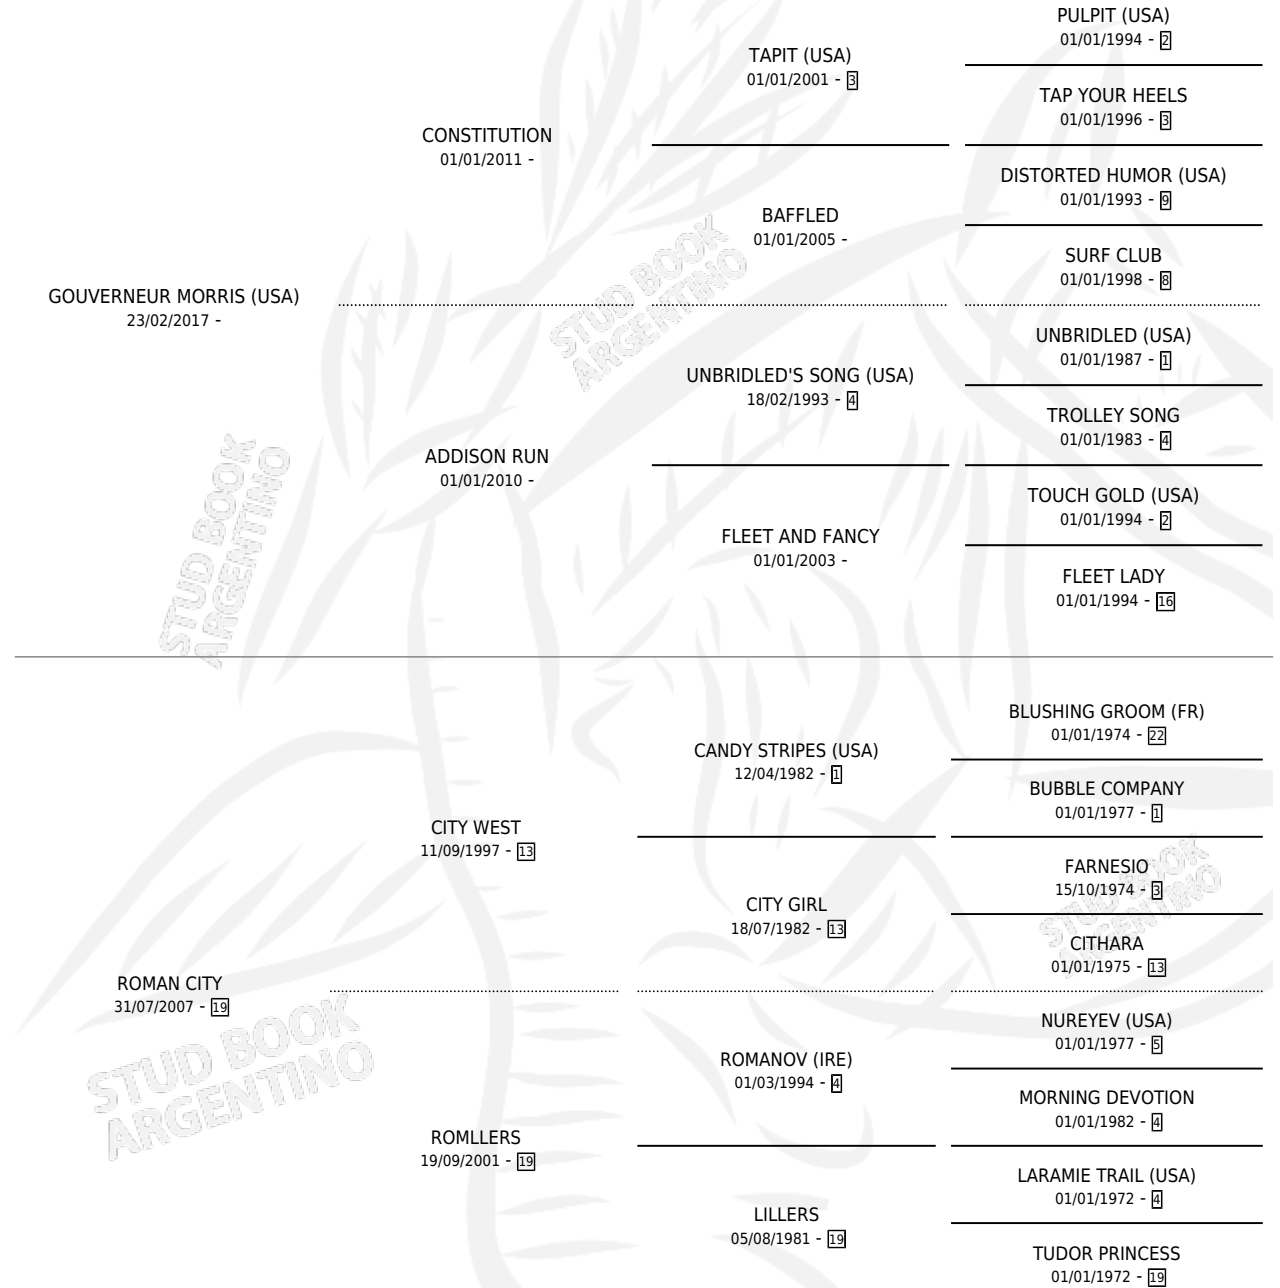 PULPIT (USA)
01/01/1994 - 2
TAPIT (USA)
01/01/2001 - 3
TAP YOUR HEELS
01/01/1996 - 3
CONSTITUTION
01/01/2011 -
DISTORTED HUMOR (USA)
01/01/1993 - 9
BAFFLED
01/01/2005 -
SURF CLUB
01/01/1998 - 8
GOUVERNEUR MORRIS (USA)
23/02/2017 -
UNBRIDLED (USA)
01/01/1987 - 1
UNBRIDLED'S SONG (USA)
18/02/1993 - 4
TROLLEY SONG
01/01/1983 - 4
ADDISON RUN
01/01/2010 -
TOUCH GOLD (USA)
01/01/1994 - 2
FLEET AND FANCY
01/01/2003 -
FLEET LADY
01/01/1994 - 16
BLUSHING GROOM (FR)
01/01/1974 - 22
CANDY STRIPES (USA)
12/04/1982 - 1
BUBBLE COMPANY
01/01/1977 - 1
CITY WEST
11/09/1997 - 13
FARNESIO
15/10/1974 - 3
CITY GIRL
18/07/1982 - 13
CITHARA
01/01/1975 - 13
ROMAN CITY
31/07/2007 - 19
NUREYEV (USA)
01/01/1977 - 5
ROMANOV (IRE)
01/03/1994 - 4
MORNING DEVOTION
01/01/1982 - 4
ROMLLERS
19/09/2001 - 19
LARAMIE TRAIL (USA)
01/01/1972 - 4
LILLERS
05/08/1981 - 19
TUDOR PRINCESS
01/01/1972 - 19
STUD BOOK
ARGENTINO
STUD BOOK
ARGENTINO
STUD BOOK
ARGENTINO
STUD BOOK
ARGENTINO